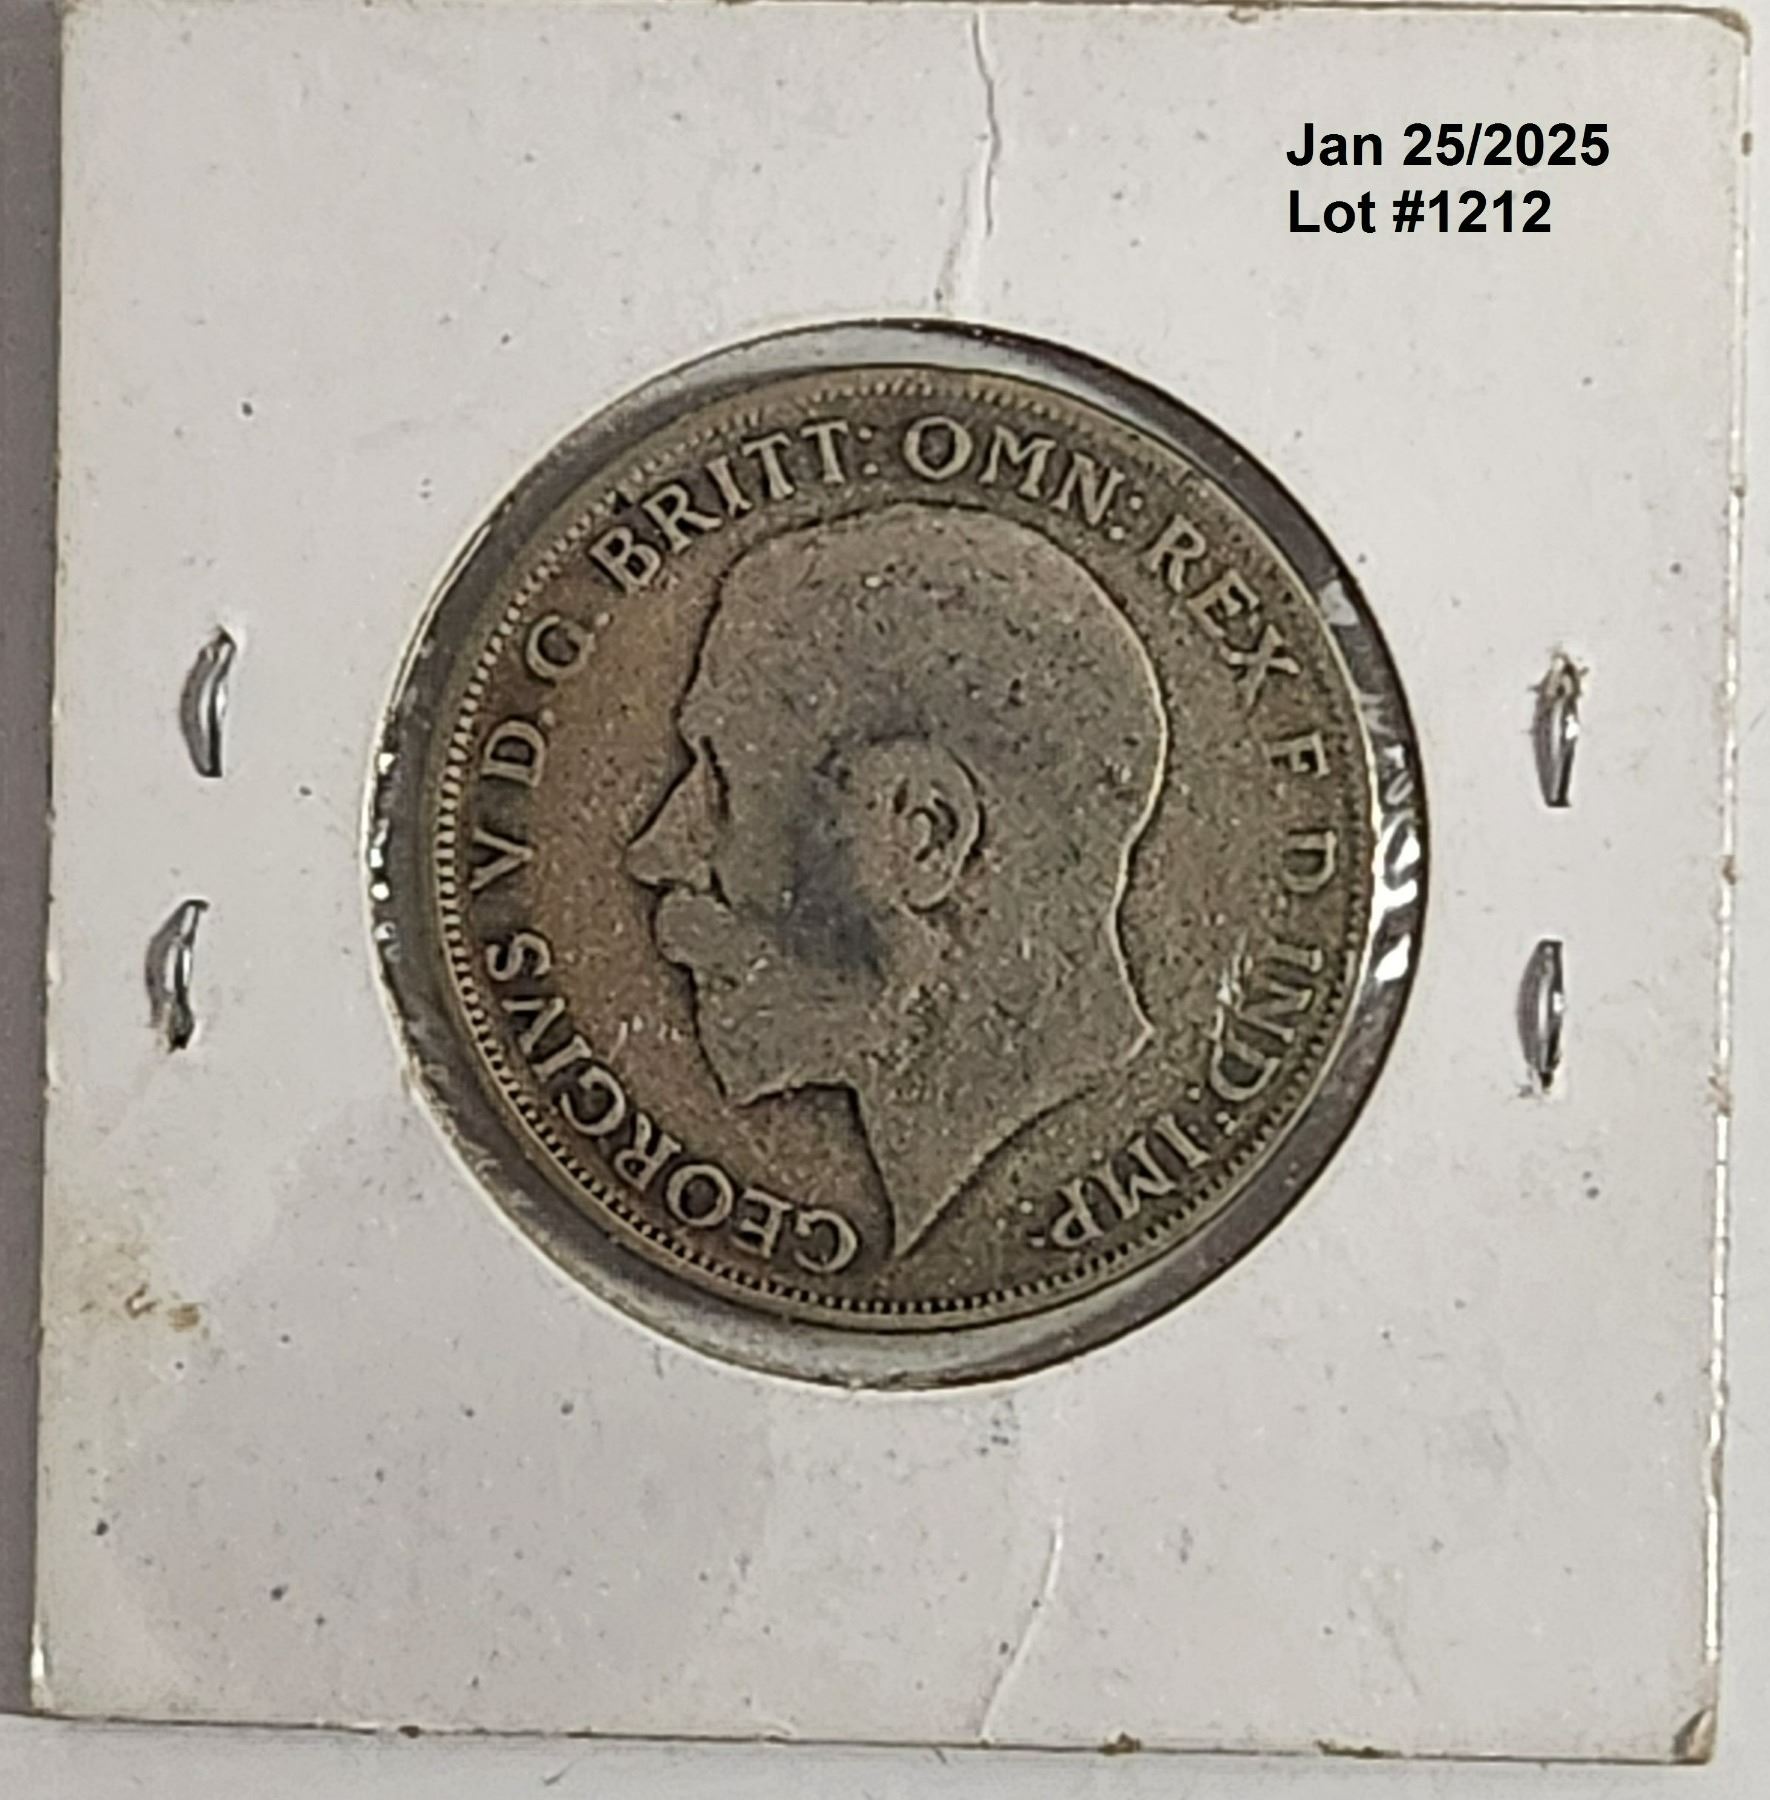 Jan 25/2025
Lot #1212
GEORGIVS V D. G. BRITT: OMN: REX F D IND: IMP: